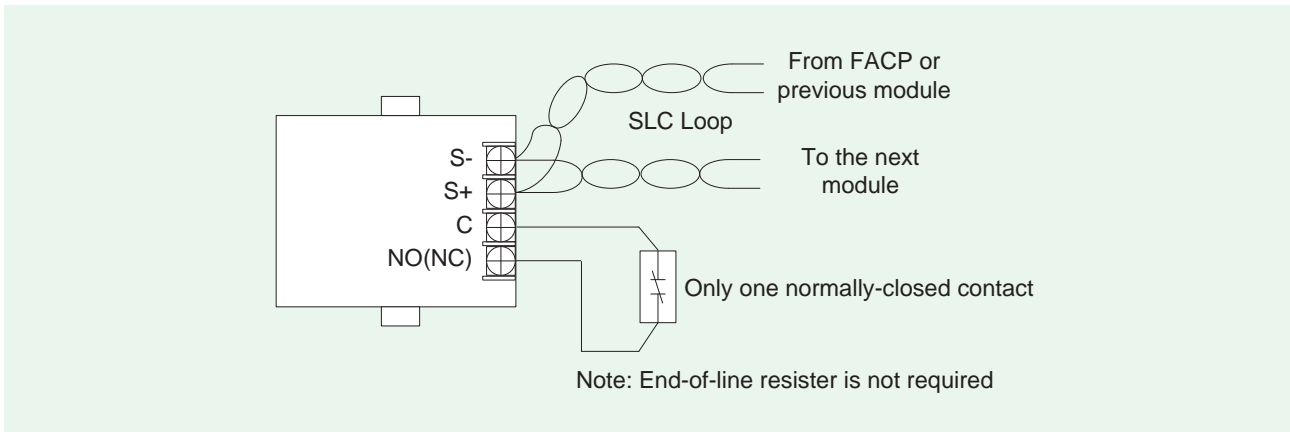 From FACP or
previous module
SLC Loop
S-
To the next
module
S+
C
NO(NC)
Only one normally-closed contact
Note: End-of-line resister is not required